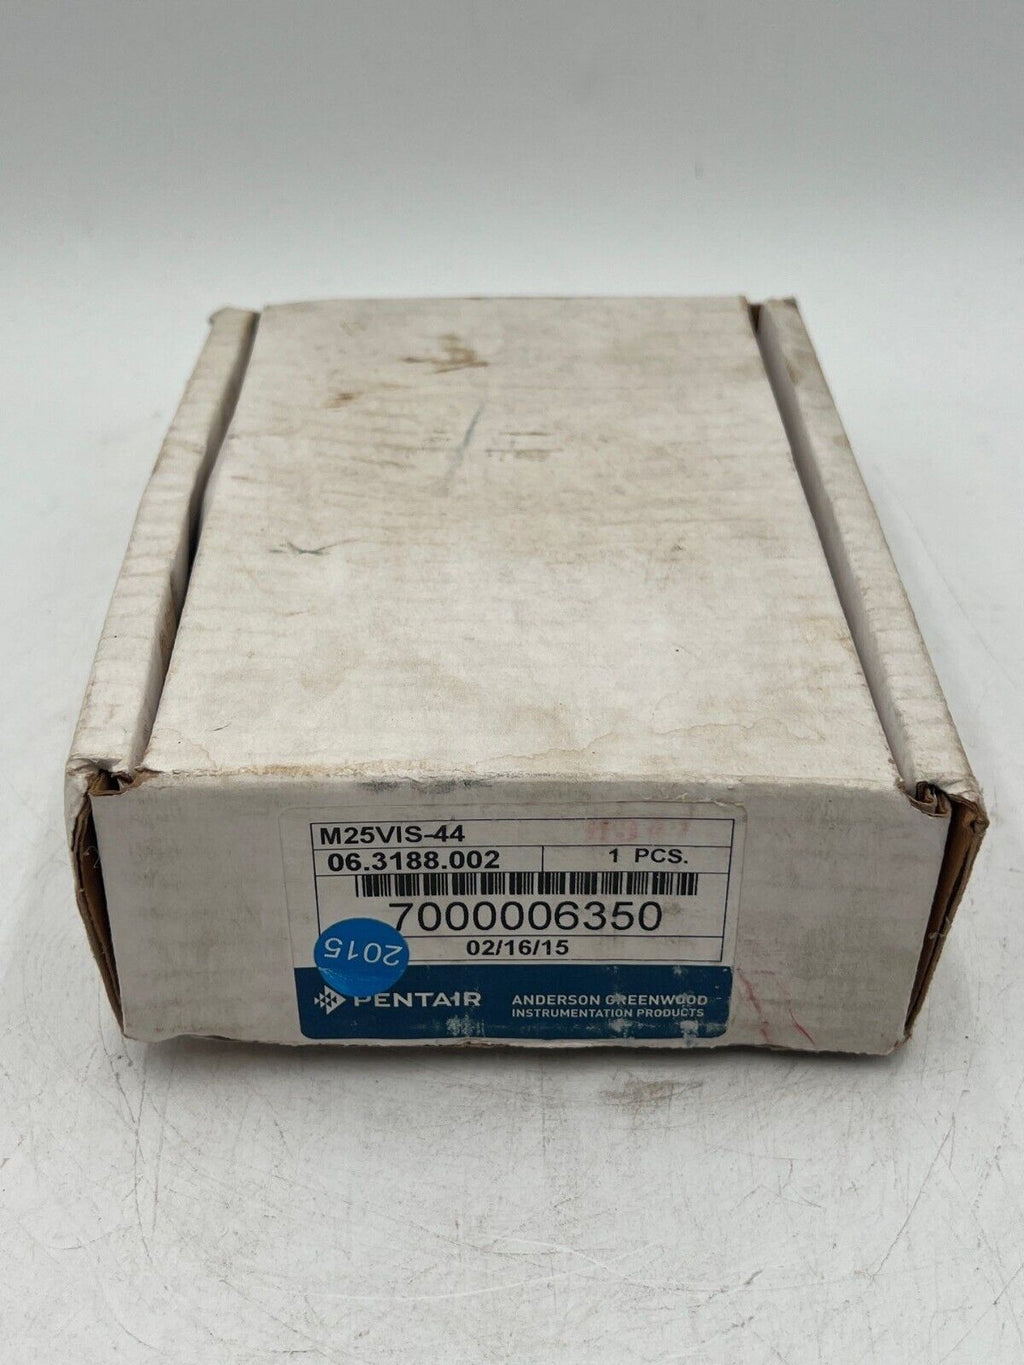 M25VIS-44
06.3188.002
1 PCS.
7000006350
02/16/15
2015
PENTAIR
ANDERSON GREENWOOD
INSTRUMENTATION PRODUCTS